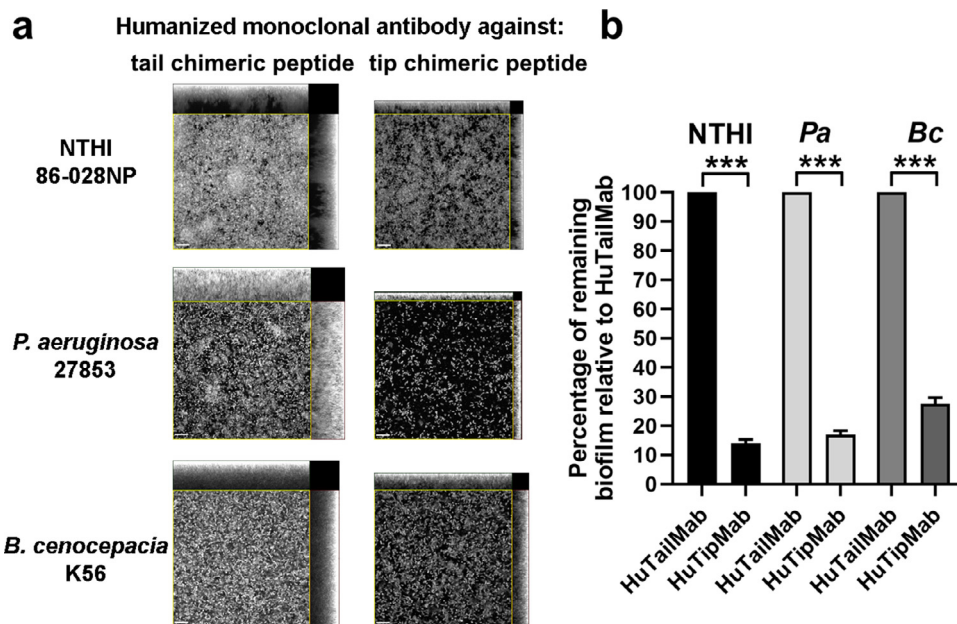 a
Humanized monoclonal antibody against:
tail chimeric peptide tip chimeric peptide
NTHI
86-028NP
P. aeruginosa
27853
B. cenocepacia
K56
b
NTHI Pa Bc
*** *** ***
Percentage of remaining
biofilm relative to HuTailMab
100
90
80
70
60
50
40
30
20
10
0
HuTailMab
HuTipMab
HuTailMab
HuTipMab
HuTailMab
HuTipMab